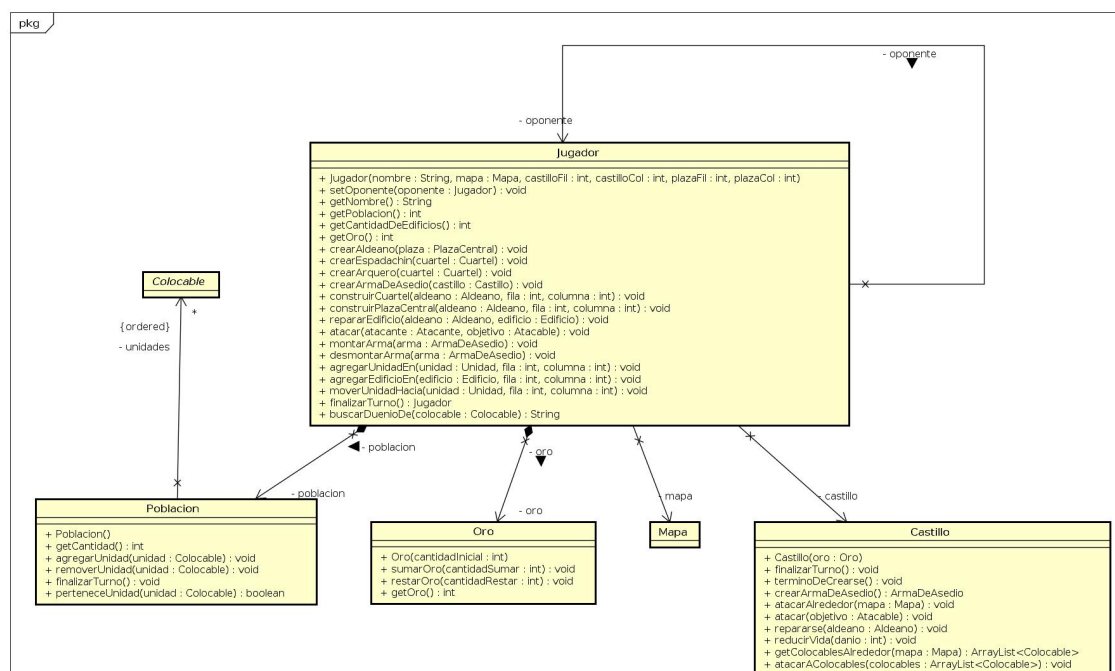 pkg
- oponente
- oponente
Jugador
+ Jugador(nombre : String, mapa : Mapa, castilloFil : int, castilloCol : int, plazaFil : int, plazaCol : int)
+ setOponente(oponente : Jugador) : void
+ getNombre() : String
+ getPoblacion() : int
+ getCantidadDeEdificios() : int
+ getOro() : int
+ crearAldeano(plaza : PlazaCentral) : void
+ crearEspadachin(cuartel : Cuartel) : void
+ crearArquero(cuartel : Cuartel) : void
+ crearArmaDeAsedio(castillo : Castillo) : void
+ construirCuartel(aldeano : Aldeano, fila : int, columna : int) : void
+ construirPlazaCentral(aldeano : Aldeano, fila : int, columna : int) : void
+ repararEdificio(aldeano : Aldeano, edificio : Edificio) : void
+ atacar(atacante : Atacante, objetivo : Atacable) : void
+ montarArma(arma : ArmaDeAsedio) : void
+ desmontarArma(arma : ArmaDeAsedio) : void
+ agregarUnidadEn(unidad : Unidad, fila : int, columna : int) : void
+ agregarEdificioEn(edificio : Edificio, fila : int, columna : int) : void
+ moverUnidadHacia(unidad : Unidad, fila : int, columna : int) : void
+ finalizarTurno() : Jugador
+ buscarDuenioDe(colocable : Colocable) : String
Colocable
*
{ordered}
- unidades
- poblacion
- poblacion
- oro
- oro
- mapa
- castillo
Poblacion
+ Poblacion()
+ getCantidad() : int
+ agregarUnidad(unidad : Colocable) : void
+ removerUnidad(unidad : Colocable) : void
+ finalizarTurno() : void
+ perteneceUnidad(unidad : Colocable) : boolean
Oro
+ Oro(cantidadInicial : int)
+ sumarOro(cantidadSumar : int) : void
+ restarOro(cantidadRestar : int) : void
+ getOro() : int
Mapa
Castillo
+ Castillo(oro : Oro)
+ finalizarTurno() : void
+ terminoDeCrearse() : void
+ crearArmaDeAsedio() : ArmaDeAsedio
+ atacarAlrededor(mapa : Mapa) : void
+ atacar(objetivo : Atacable) : void
+ repararse(aldeano : Aldeano) : void
+ reducirVida(danio : int) : void
+ getColocablesAlrededor(mapa : Mapa) : ArrayList<Colocable>
+ atacarAColocables(colocables : ArrayList<Colocable>) : void